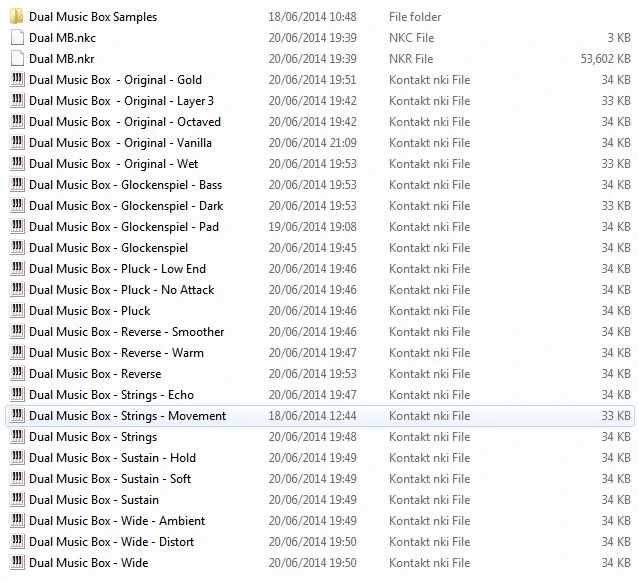 Dual Music Box Samples 18/06/2014 10:48 File folder
Dual MB.nkc 20/06/2014 19:39 NKC File 3 KB
Dual MB.nkr 20/06/2014 19:39 NKR File 53,602 KB
Dual Music Box  - Original - Gold 20/06/2014 19:51 Kontakt nki File 34 KB
Dual Music Box  - Original - Layer 3 20/06/2014 19:42 Kontakt nki File 33 KB
Dual Music Box  - Original - Octaved 20/06/2014 19:42 Kontakt nki File 34 KB
Dual Music Box  - Original - Vanilla 20/06/2014 21:09 Kontakt nki File 34 KB
Dual Music Box  - Original - Wet 20/06/2014 19:53 Kontakt nki File 33 KB
Dual Music Box - Glockenspiel - Bass 20/06/2014 19:53 Kontakt nki File 34 KB
Dual Music Box - Glockenspiel - Dark 20/06/2014 19:53 Kontakt nki File 33 KB
Dual Music Box - Glockenspiel - Pad 19/06/2014 19:08 Kontakt nki File 34 KB
Dual Music Box - Glockenspiel 20/06/2014 19:45 Kontakt nki File 34 KB
Dual Music Box - Pluck - Low End 20/06/2014 19:46 Kontakt nki File 34 KB
Dual Music Box - Pluck - No Attack 20/06/2014 19:46 Kontakt nki File 34 KB
Dual Music Box - Pluck 20/06/2014 19:46 Kontakt nki File 34 KB
Dual Music Box - Reverse - Smoother 20/06/2014 19:46 Kontakt nki File 34 KB
Dual Music Box - Reverse - Warm 20/06/2014 19:47 Kontakt nki File 34 KB
Dual Music Box - Reverse 20/06/2014 19:53 Kontakt nki File 34 KB
Dual Music Box - Strings - Echo 20/06/2014 19:47 Kontakt nki File 34 KB
Dual Music Box - Strings - Movement 18/06/2014 12:44 Kontakt nki File 33 KB
Dual Music Box - Strings 20/06/2014 19:48 Kontakt nki File 34 KB
Dual Music Box - Sustain - Hold 20/06/2014 19:49 Kontakt nki File 34 KB
Dual Music Box - Sustain - Soft 20/06/2014 19:49 Kontakt nki File 34 KB
Dual Music Box - Sustain 20/06/2014 19:49 Kontakt nki File 34 KB
Dual Music Box - Wide - Ambient 20/06/2014 19:49 Kontakt nki File 34 KB
Dual Music Box - Wide - Distort 20/06/2014 19:50 Kontakt nki File 34 KB
Dual Music Box - Wide 20/06/2014 19:50 Kontakt nki File 34 KB